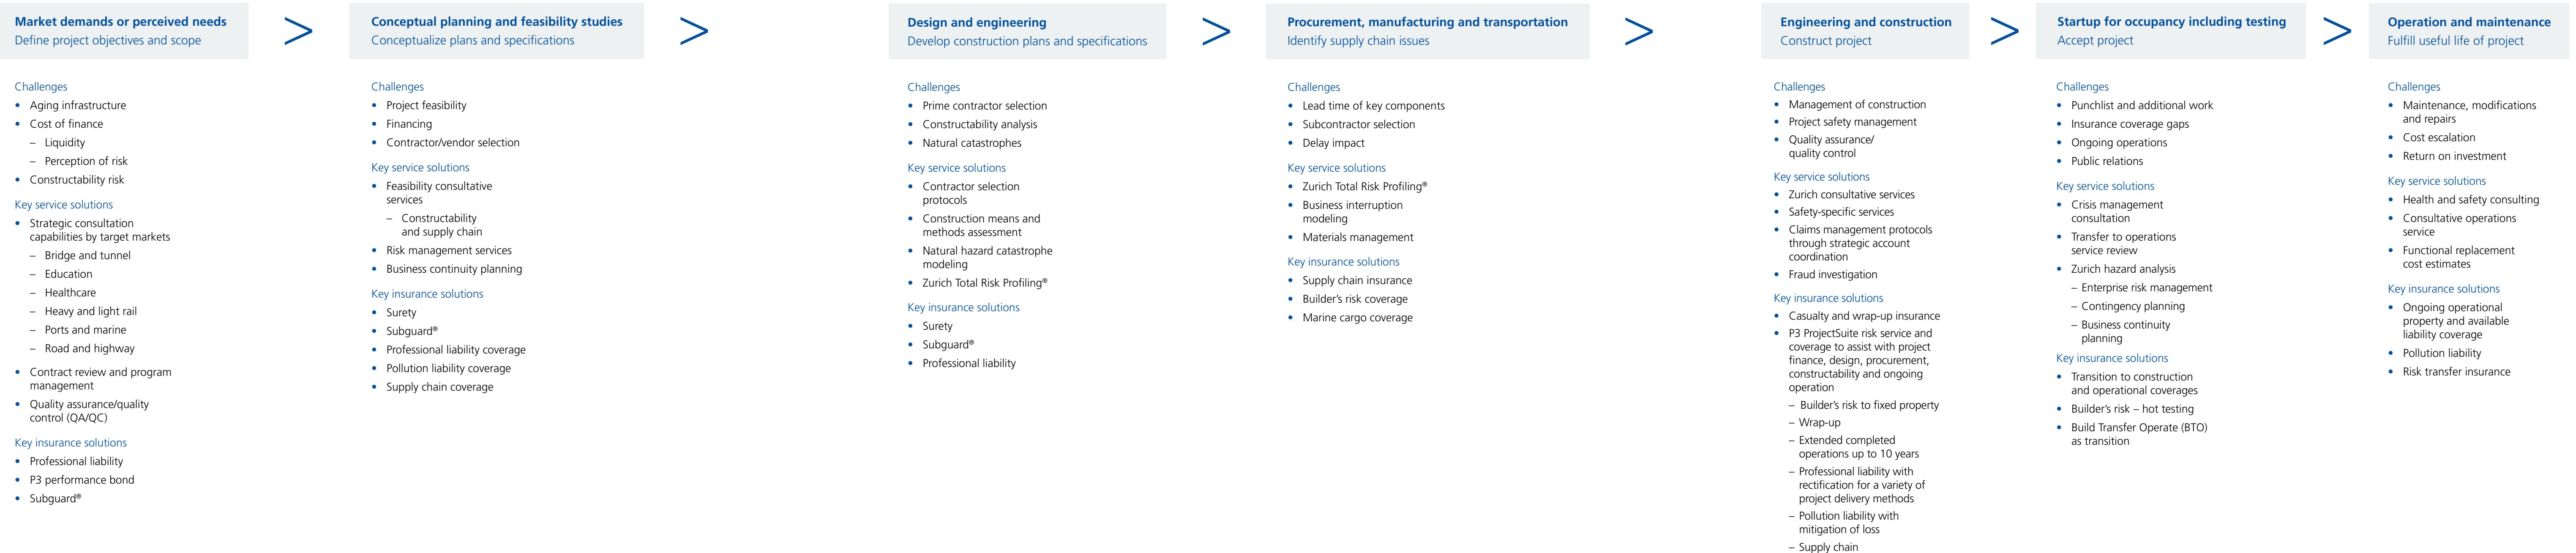 Market demands or perceived needs
Define project objectives and scope
>
Challenges
• Aging infrastructure
• Cost of finance
– Liquidity
– Perception of risk
• Constructability risk
Key service solutions
• Strategic consultation
capabilities by target markets
– Bridge and tunnel
– Education
– Healthcare
– Heavy and light rail
– Ports and marine
– Road and highway
• Contract review and program
management
• Quality assurance/quality
control (QA/QC)
Key insurance solutions
• Professional liability
• P3 performance bond
• Subguard®
Conceptual planning and feasibility studies
Conceptualize plans and specifications
>
Challenges
• Project feasibility
• Financing
• Contractor/vendor selection
Key service solutions
• Feasibility consultative
services
– Constructability
and supply chain
• Risk management services
• Business continuity planning
Key insurance solutions
• Surety
• Subguard®
• Professional liability coverage
• Pollution liability coverage
• Supply chain coverage
Design and engineering
Develop construction plans and specifications
>
Challenges
• Prime contractor selection
• Constructability analysis
• Natural catastrophes
Key service solutions
• Contractor selection
protocols
• Construction means and
methods assessment
• Natural hazard catastrophe
modeling
• Zurich Total Risk Profiling®
Key insurance solutions
• Surety
• Subguard®
• Professional liability
Procurement, manufacturing and transportation
Identify supply chain issues
>
Challenges
• Lead time of key components
• Subcontractor selection
• Delay impact
Key service solutions
• Zurich Total Risk Profiling®
• Business interruption
modeling
• Materials management
Key insurance solutions
• Supply chain insurance
• Builder's risk coverage
• Marine cargo coverage
Engineering and construction
Construct project
>
Challenges
• Management of construction
• Project safety management
• Quality assurance/
quality control
Key service solutions
• Zurich consultative services
• Safety-specific services
• Claims management protocols
through strategic account
coordination
• Fraud investigation
Key insurance solutions
• Casualty and wrap-up insurance
• P3 ProjectSuite risk service and
coverage to assist with project
finance, design, procurement,
constructability and ongoing
operation
– Builder's risk to fixed property
– Wrap-up
– Extended completed
operations up to 10 years
– Professional liability with
rectification for a variety of
project delivery methods
– Pollution liability with
mitigation of loss
– Supply chain
Startup for occupancy including testing
Accept project
>
Challenges
• Punchlist and additional work
• Insurance coverage gaps
• Ongoing operations
• Public relations
Key service solutions
• Crisis management
consultation
• Transfer to operations
service review
• Zurich hazard analysis
– Enterprise risk management
– Contingency planning
– Business continuity
planning
Key insurance solutions
• Transition to construction
and operational coverages
• Builder's risk – hot testing
• Build Transfer Operate (BTO)
as transition
Operation and maintenance
Fulfill useful life of project
Challenges
• Maintenance, modifications
and repairs
• Cost escalation
• Return on investment
Key service solutions
• Health and safety consulting
• Consultative operations
service
• Functional replacement
cost estimates
Key insurance solutions
• Ongoing operational
property and available
liability coverage
• Pollution liability
• Risk transfer insurance